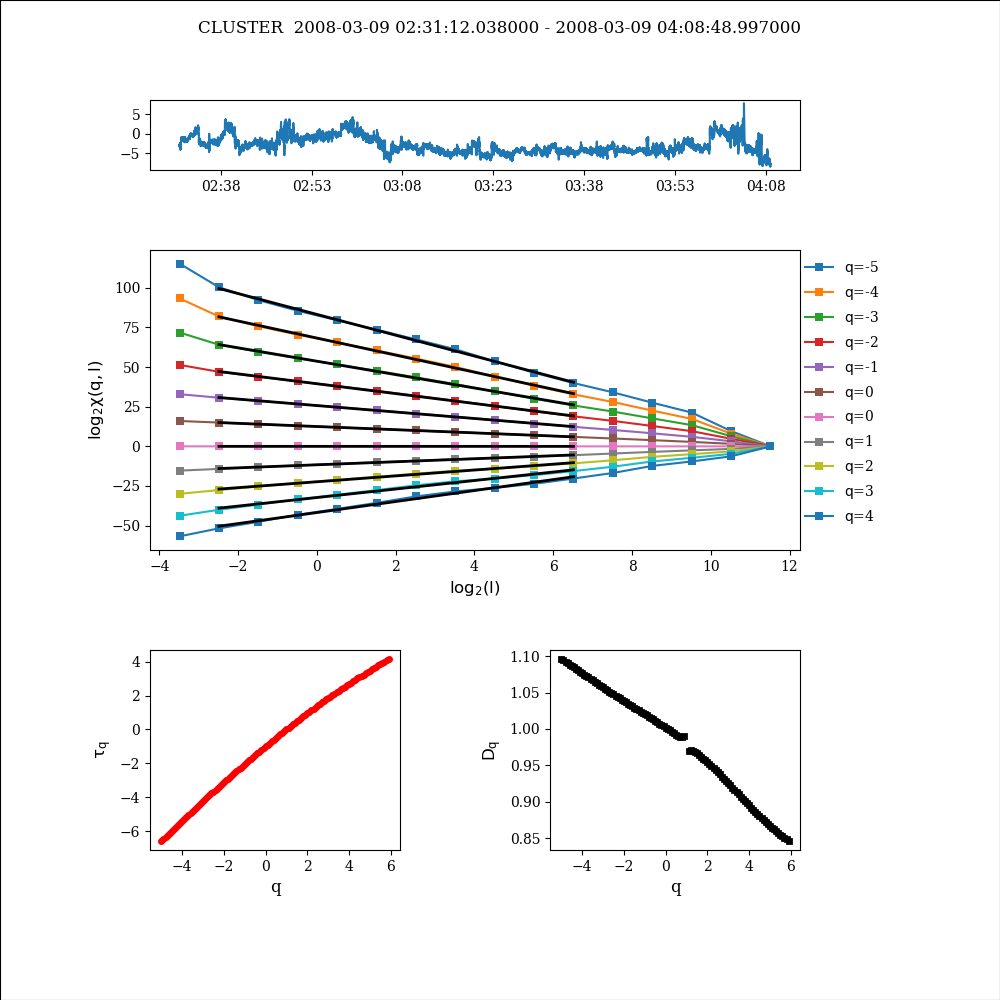 CLUSTER  2008-03-09 02:31:12.038000 - 2008-03-09 04:08:48.997000
5
0
−5
02:38 02:53 03:08 03:23 03:38 03:53 04:08
log₂χ(q, l)
100
75
50
25
0
−25
−50
−4 −2 0 2 4 6 8 10 12
log₂(l)
q=-5
q=-4
q=-3
q=-2
q=-1
q=0
q=0
q=1
q=2
q=3
q=4
τq
4
2
0
−2
−4
−6
−4 −2 0 2 4 6
q
Dq
1.10
1.05
1.00
0.95
0.90
0.85
−4 −2 0 2 4 6
q